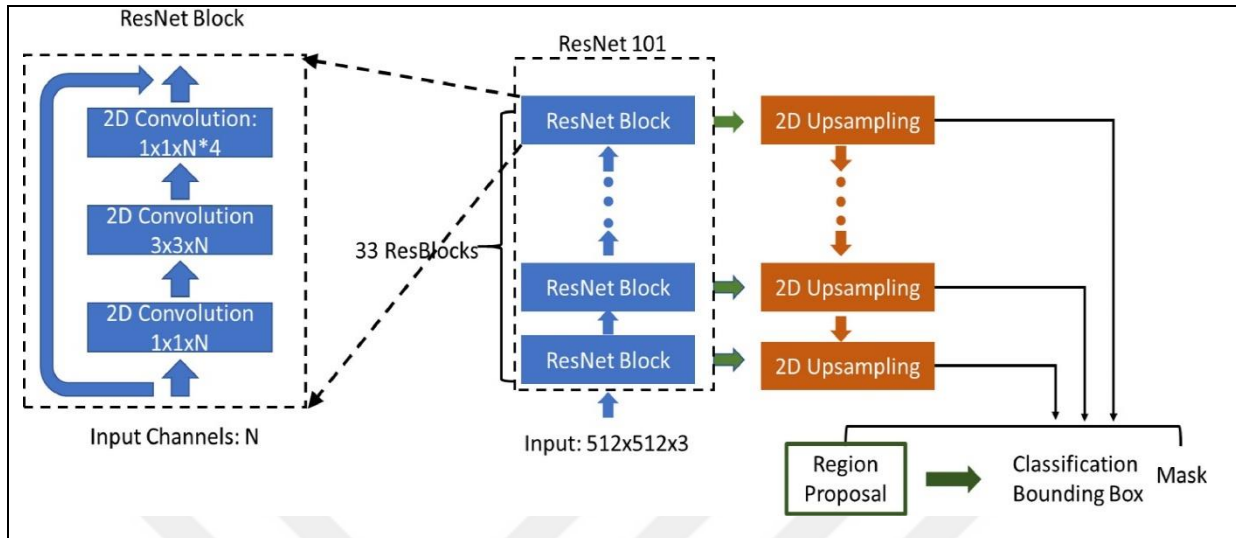 ResNet Block
2D Convolution:
1x1xN*4
2D Convolution
3x3xN
2D Convolution
1x1xN
Input Channels: N
ResNet 101
ResNet Block
33 ResBlocks
ResNet Block
ResNet Block
Input: 512x512x3
2D Upsampling
2D Upsampling
2D Upsampling
Region
Proposal
Classification
Bounding Box
Mask